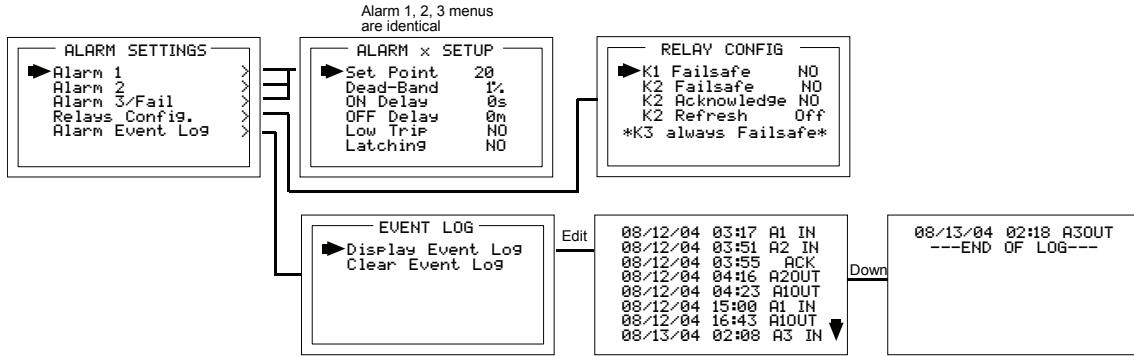 Alarm 1, 2, 3 menus
are identical
ALARM SETTINGS
Alarm 1 >
Alarm 2 >
Alarm 3/Fail >
Relays Config. >
Alarm Event Log >
ALARM x SETUP
Set Point 20
Dead-Band 1%
ON Delay 0s
OFF Delay 0m
Low Trip NO
Latching NO
RELAY CONFIG
K1 Failsafe NO
K2 Failsafe NO
K2 Acknowledge NO
K2 Refresh Off
*K3 always Failsafe*
EVENT LOG
Display Event Log
Clear Event Log
Edit
08/12/04 03:17 A1 IN
08/12/04 03:51 A2 IN
08/12/04 03:55 ACK
08/12/04 04:16 A2OUT
08/12/04 04:23 A1OUT
08/12/04 15:00 A1 IN
08/12/04 16:43 A1OUT
08/13/04 02:08 A3 IN
Down
08/13/04 02:18 A3OUT
---END OF LOG---